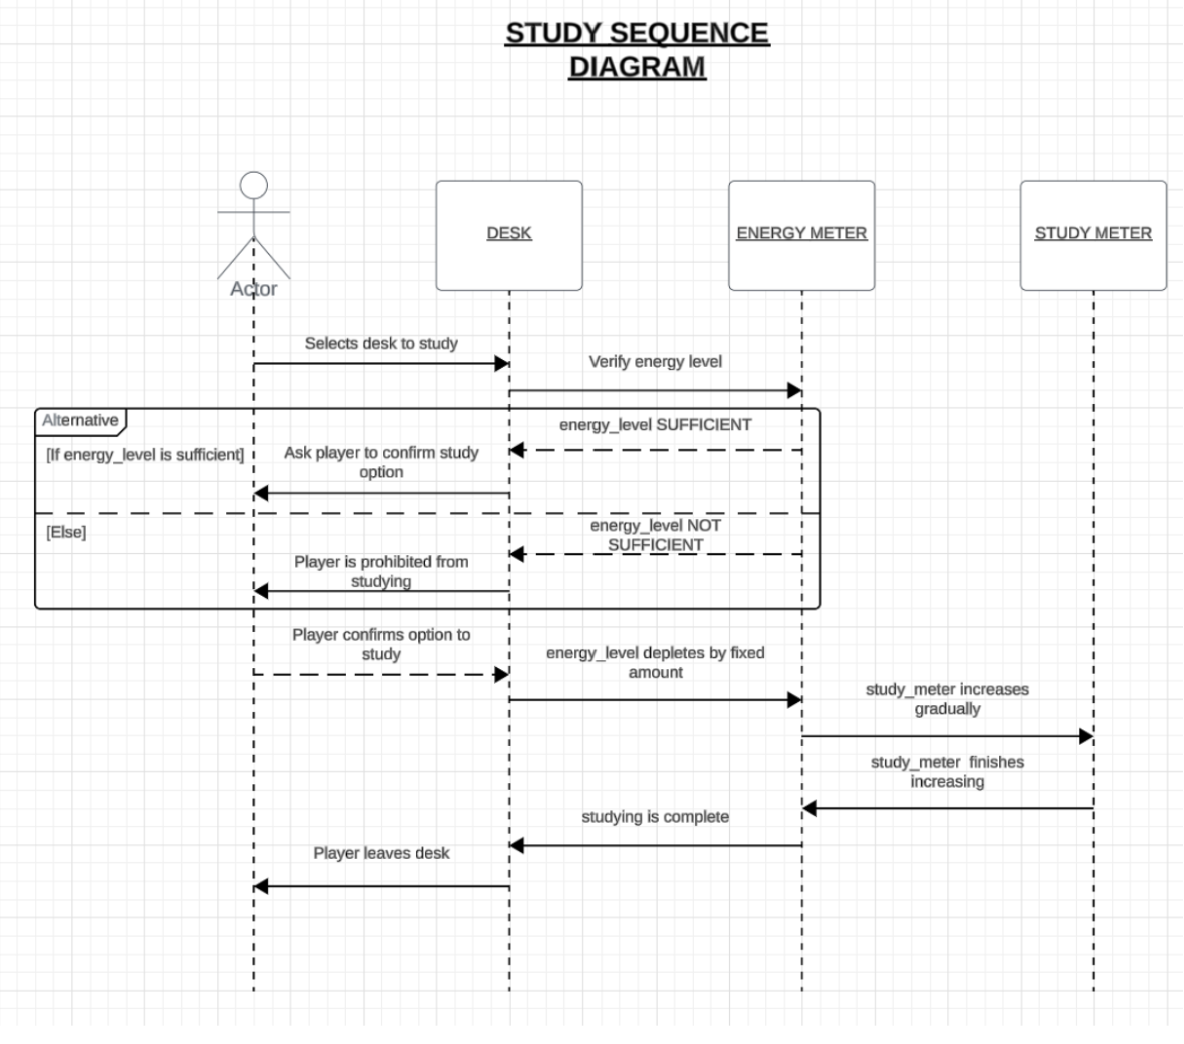 STUDY SEQUENCE
DIAGRAM
Actor
DESK
ENERGY METER
STUDY METER
Selects desk to study
Verify energy level
Alternative
energy_level SUFFICIENT
[If energy_level is sufficient]
Ask player to confirm study
option
[Else]
energy_level NOT
SUFFICIENT
Player is prohibited from
studying
Player confirms option to
study
energy_level depletes by fixed
amount
study_meter increases
gradually
study_meter finishes
increasing
studying is complete
Player leaves desk